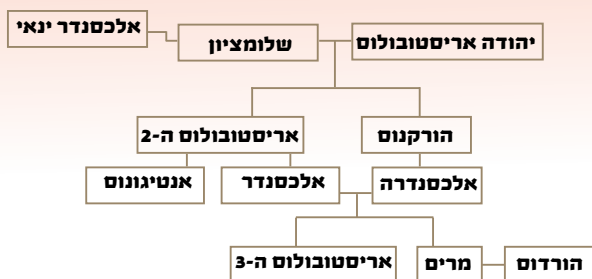 יהודה אריסטובולוס
שלומציון
אלכסנדר ינאי
הורקנוס
אריסטובולוס ה-2
אלכסנדרה
אלכסנדר
אנטיגונוס
הורדוס
מרים
אריסטובולוס ה-3